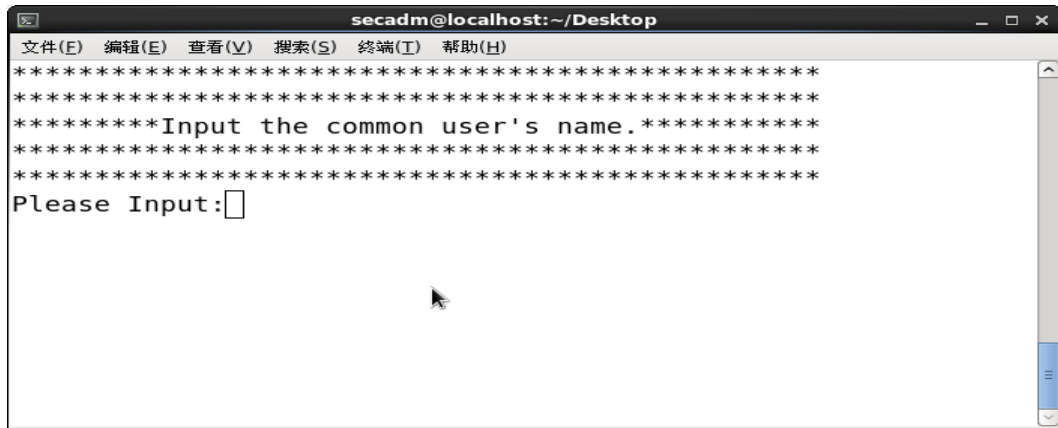 secadm@localhost:~/Desktop
文件(F) 编辑(E) 查看(V) 搜索(S) 终端(T) 帮助(H)
*************************************************
*************************************************
*********Input the common user's name.***********
*************************************************
*************************************************
Please Input: